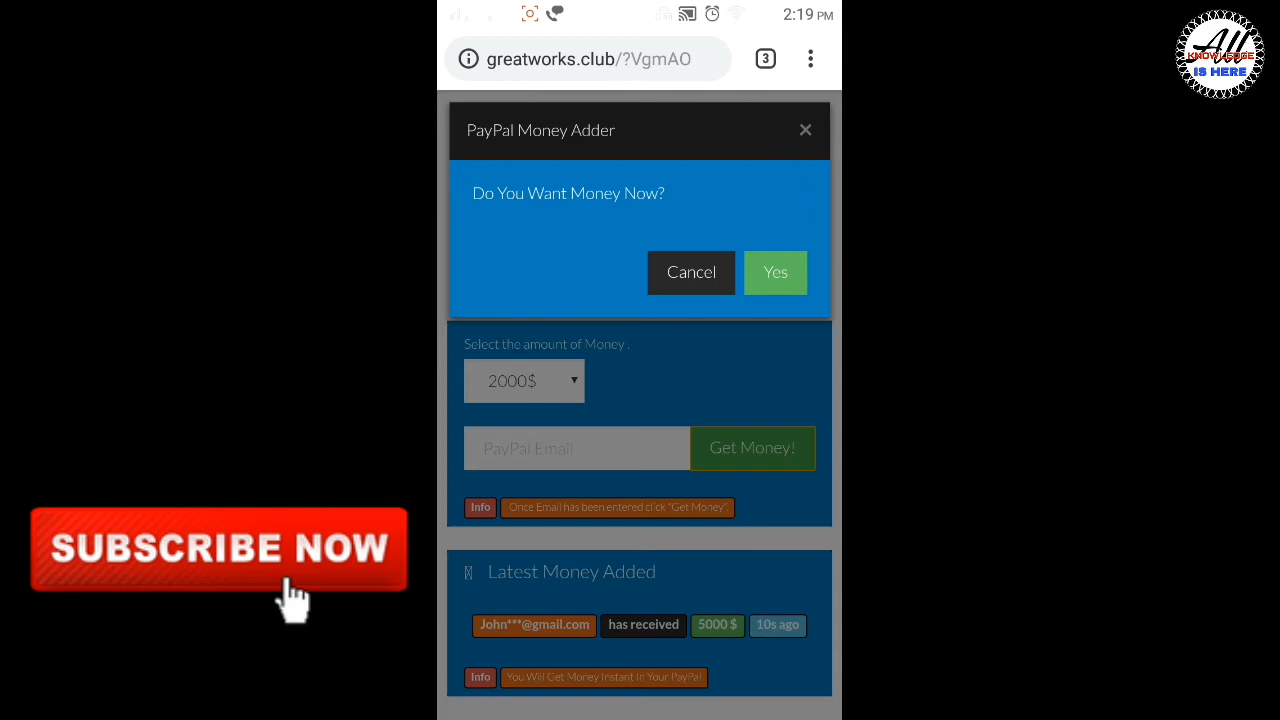 2:19 PM
greatworks.club/?VgmAO
3
All
KNOWLEDGE
IS HERE
PayPal Money Adder
×
Do You Want Money Now?
Cancel
Yes
Select the amount of Money .
2000$
PayPal Email
Get Money!
Info
Once Email has been entered click "Get Money".
SUBSCRIBE NOW
Latest Money Added
John***@gmail.com has received 5000 $ 10s ago
Info
You Will Get Money Instant In Your PayPal